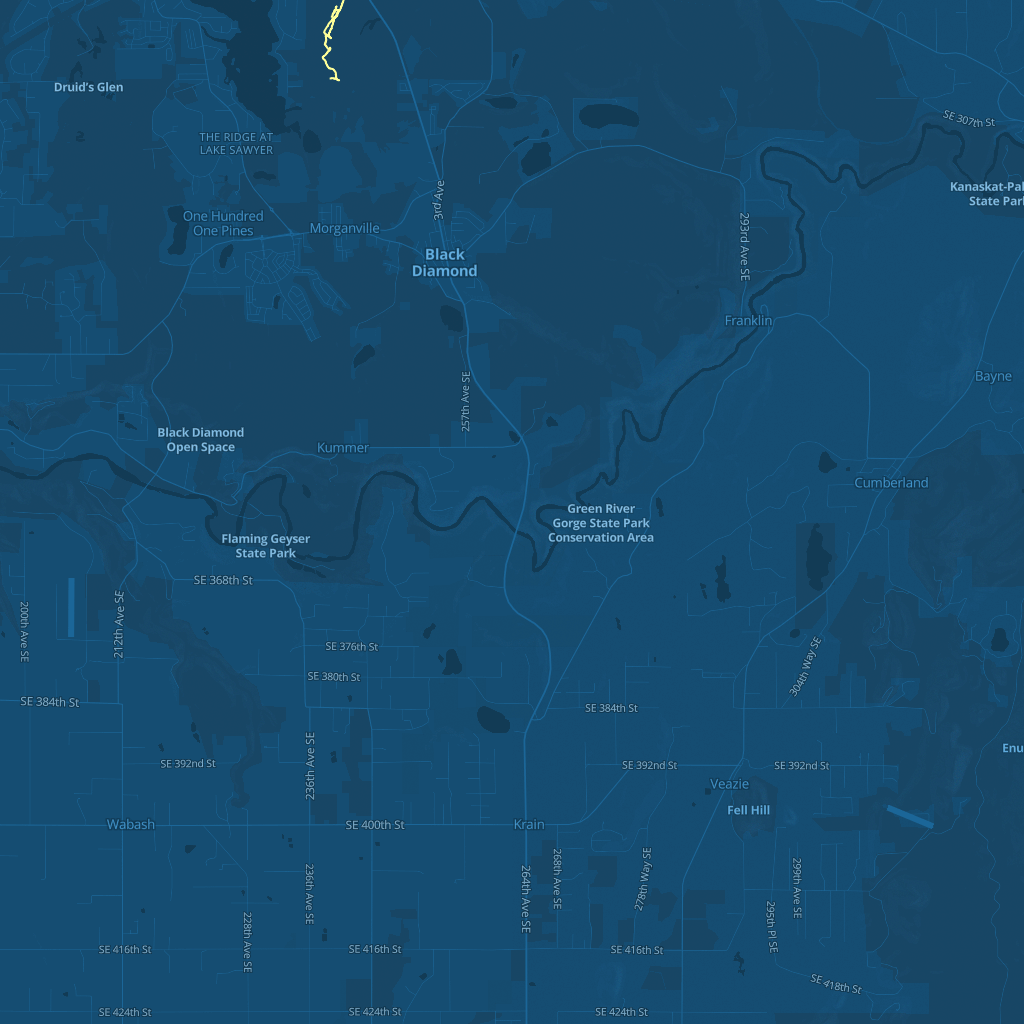 Druid's Glen
SE 307th St
THE RIDGE AT
LAKE SAWYER
3rd Ave
Kanaskat-Pal
State Park
One Hundred
One Pines
Morganville
293rd Ave SE
Black
Diamond
Franklin
257th Ave SE
Bayne
Black Diamond
Open Space
Kummer
Cumberland
Green River
Gorge State Park
Conservation Area
Flaming Geyser
State Park
SE 368th St
200th Ave SE
212th Ave SE
SE 376th St
304th Way SE
SE 380th St
SE 384th St
SE 384th St
236th Ave SE
SE 392nd St
SE 392nd St
SE 392nd St
Enu
Veazie
Fell Hill
Wabash
SE 400th St
Krain
236th Ave SE
264th Ave SE
268th Ave SE
278th Way SE
299th Ave SE
228th Ave SE
295th Pl SE
SE 416th St
SE 416th St
SE 416th St
SE 418th St
SE 424th St
SE 424th St
SE 424th St